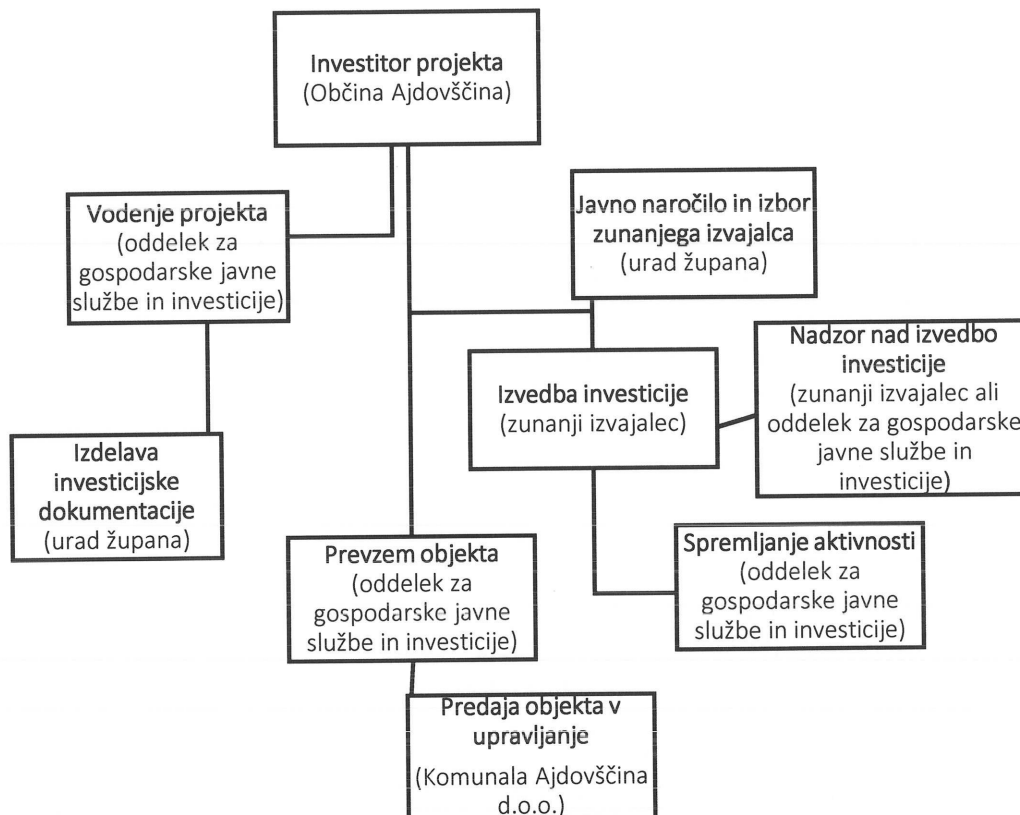 Investitor projekta
(Občina Ajdovščina)
Vodenje projekta
(oddelek za
gospodarske javne
službe in investicije)
Javno naročilo in izbor
zunanjega izvajalca
(urad župana)
Izvedba investicije
(zunanji izvajalec)
Nadzor nad izvedbo
investicije
(zunanji izvajalec ali
oddelek za gospodarske
javne službe in
investicije)
Izdelava
investicijske
dokumentacije
(urad župana)
Prevzem objekta
(oddelek za
gospodarske javne
službe in investicije)
Spremljanje aktivnosti
(oddelek za
gospodarske javne
službe in investicije)
Predaja objekta v
upravljanje
(Komunala Ajdovščina
d.o.o.)